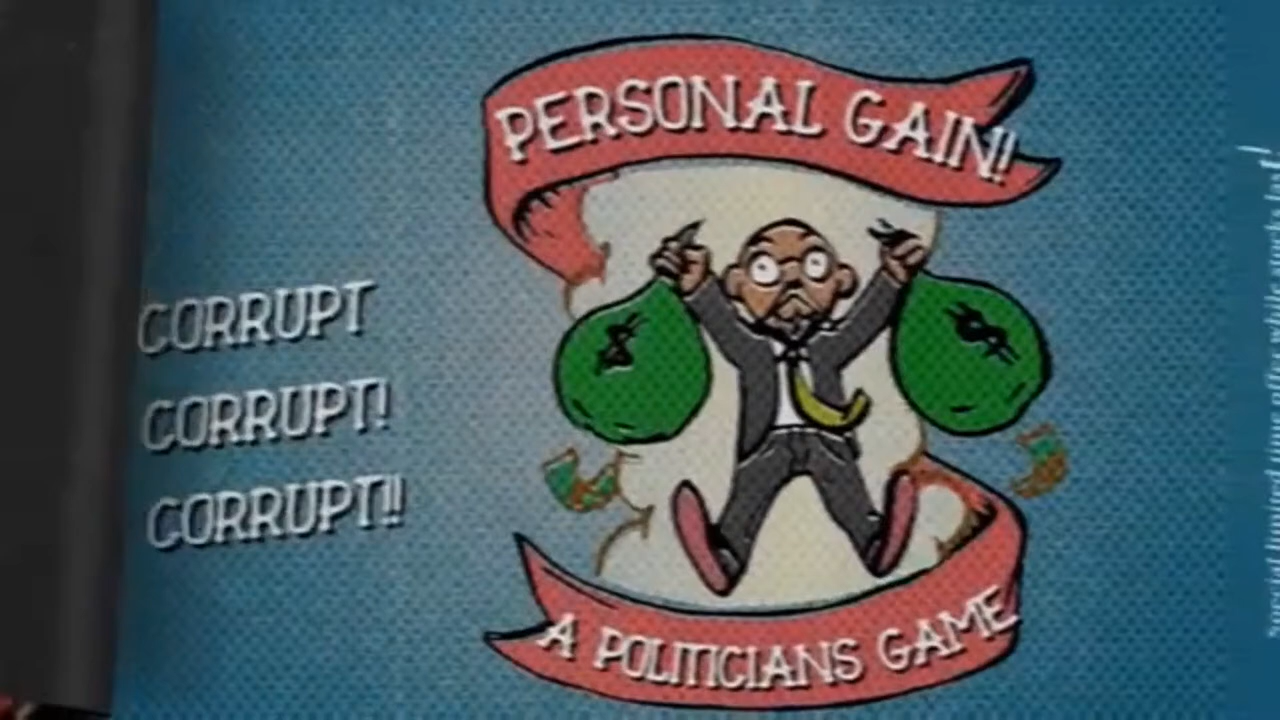 PERSONAL GAIN!!
CORRUPT
CORRUPT!
CORRUPT!!
$ $
A POLITICIANS GAME